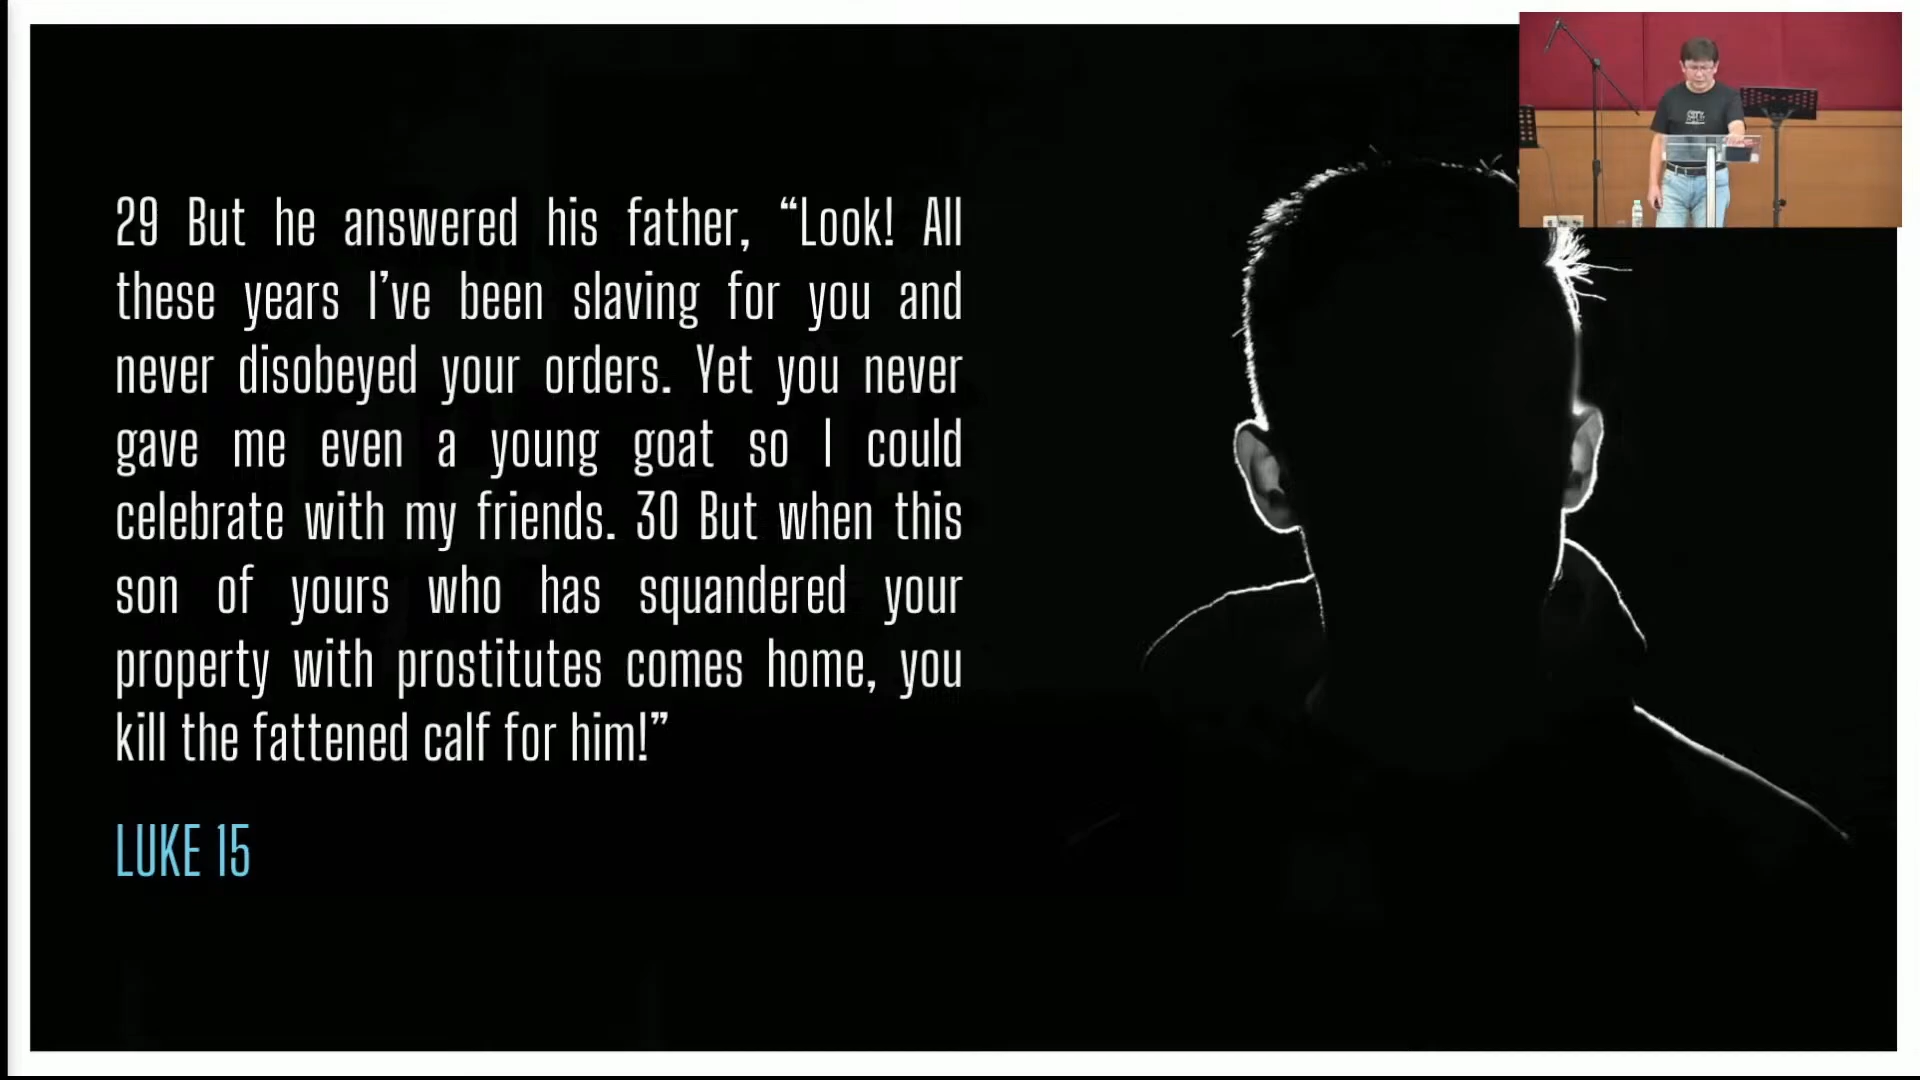 29 But he answered his father, “Look! All
these years I’ve been slaving for you and
never disobeyed your orders. Yet you never
gave me even a young goat so I could
celebrate with my friends. 30 But when this
son of yours who has squandered your
property with prostitutes comes home, you
kill the fattened calf for him!”
LUKE 15